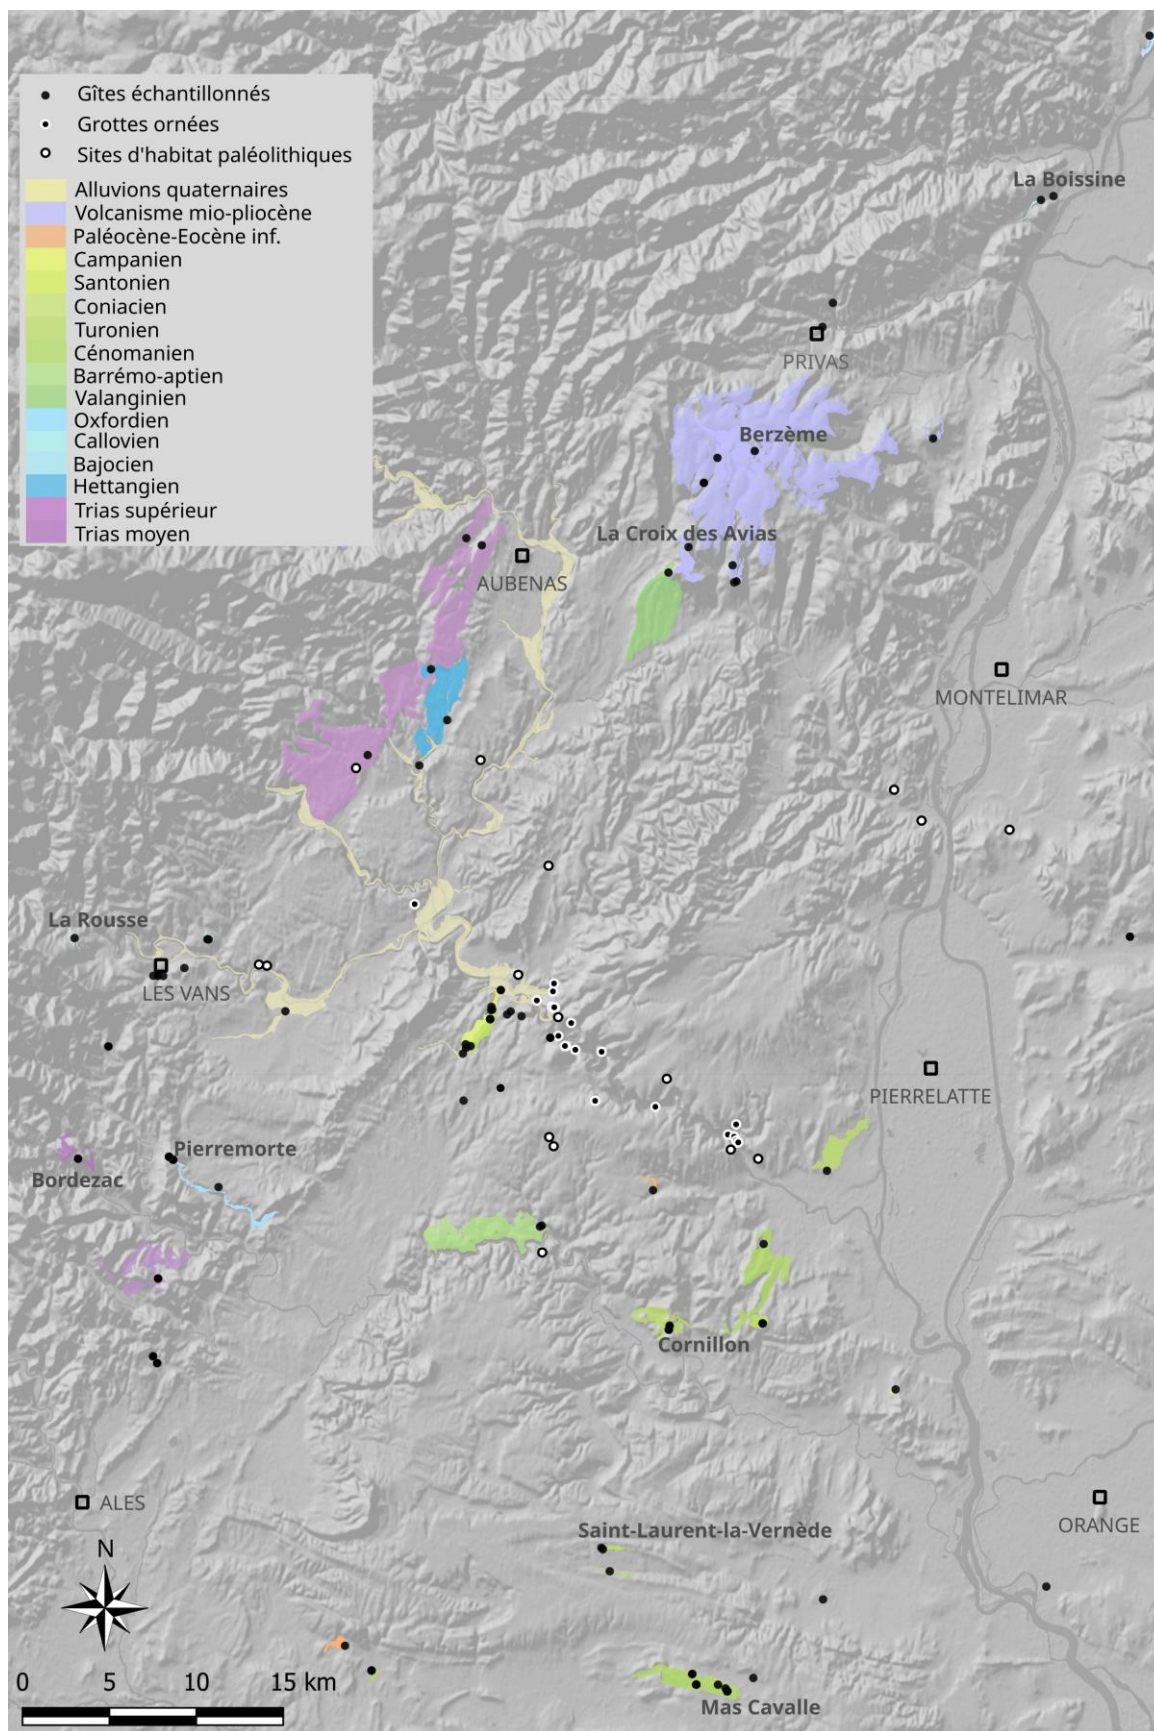 Gîtes échantillonnés
Grottes ornées
Sites d'habitat paléolithiques
Alluvions quaternaires
Volcanisme mio-pliocène
Paléocène-Eocène inf.
Campanien
Santonien
Coniacien
Turonien
Cénomanien
Barrémo-aptien
Valanginien
Oxfordien
Callovien
Bajocien
Hettangien
Trias supérieur
Trias moyen
La Boissine
PRIVAS
Berzème
La Croix des Avias
AUBENAS
MONTELIMAR
La Rousse
LES VANS
PIERRELATTE
Pierremorte
Bordezac
Cornillon
ALES
ORANGE
Saint-Laurent-la-Vernède
N
0 5 10 15 km
Mas Cavalle